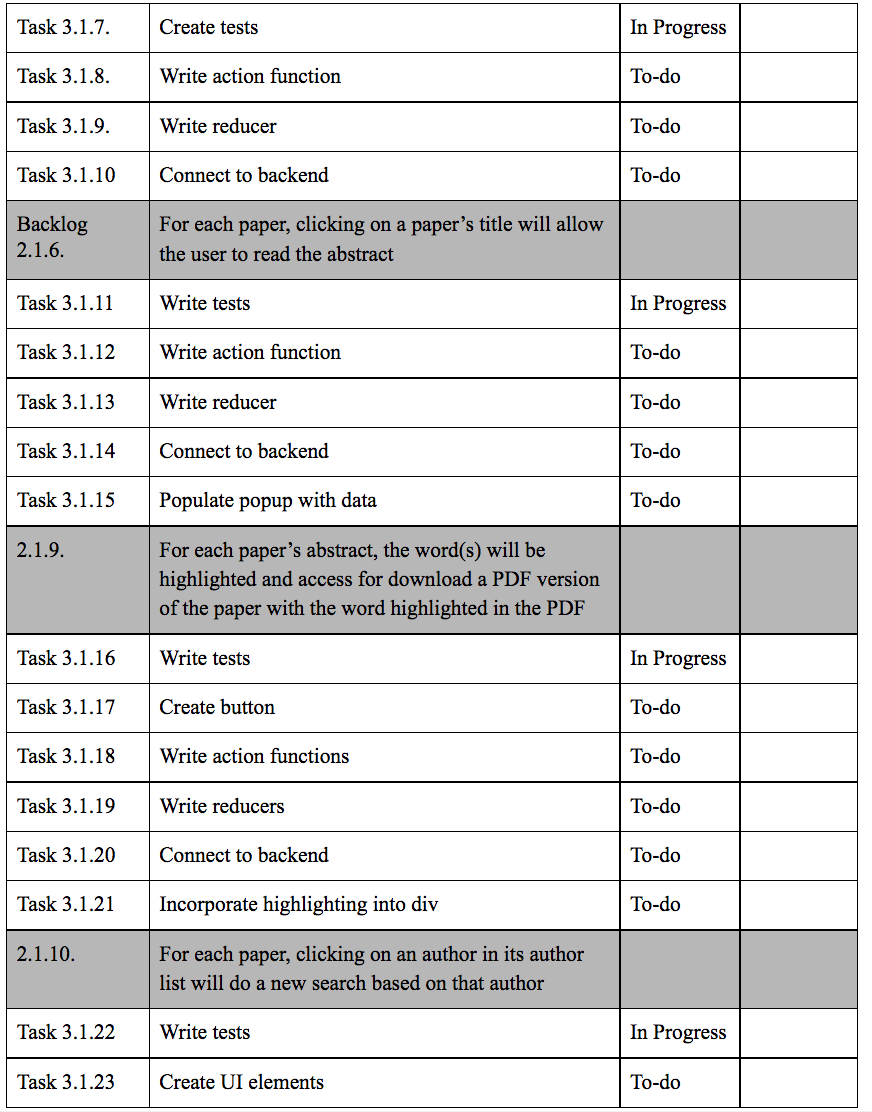 Task 3.1.7. Create tests In Progress
Task 3.1.8. Write action function To-do
Task 3.1.9. Write reducer To-do
Task 3.1.10 Connect to backend To-do
Backlog For each paper, clicking on a paper’s title will allow
2.1.6. the user to read the abstract
Task 3.1.11 Write tests In Progress
Task 3.1.12 Write action function To-do
Task 3.1.13 Write reducer To-do
Task 3.1.14 Connect to backend To-do
Task 3.1.15 Populate popup with data To-do
2.1.9. For each paper’s abstract, the word(s) will be
highlighted and access for download a PDF version
of the paper with the word highlighted in the PDF
Task 3.1.16 Write tests In Progress
Task 3.1.17 Create button To-do
Task 3.1.18 Write action functions To-do
Task 3.1.19 Write reducers To-do
Task 3.1.20 Connect to backend To-do
Task 3.1.21 Incorporate highlighting into div To-do
2.1.10. For each paper, clicking on an author in its author
list will do a new search based on that author
Task 3.1.22 Write tests In Progress
Task 3.1.23 Create UI elements To-do